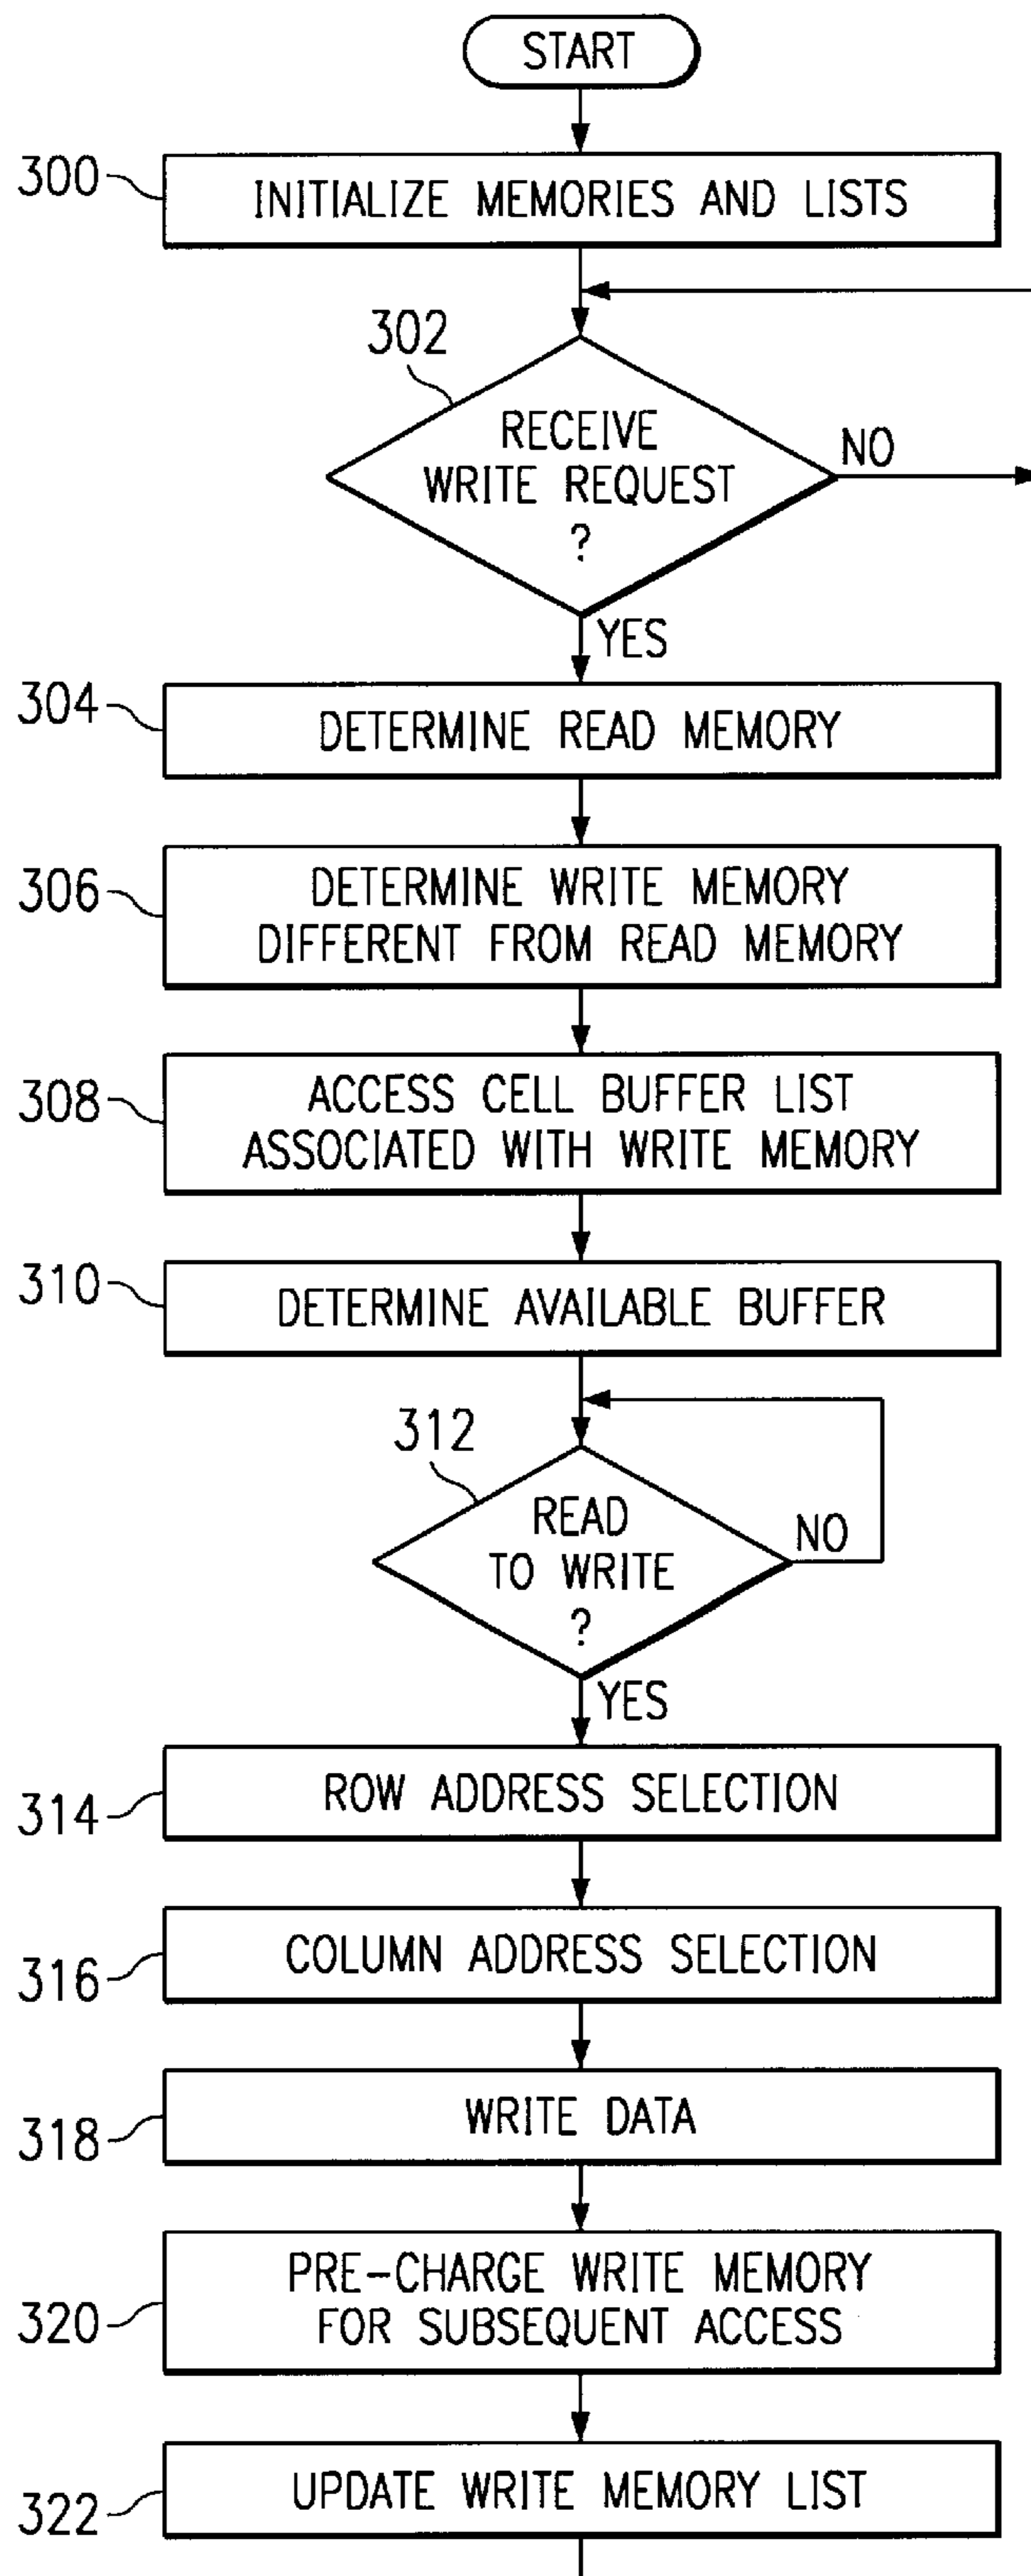 START
300
INITIALIZE MEMORIES AND LISTS
302
RECEIVE
WRITE REQUEST
?
NO
YES
304
DETERMINE READ MEMORY
306
DETERMINE WRITE MEMORY
DIFFERENT FROM READ MEMORY
308
ACCESS CELL BUFFER LIST
ASSOCIATED WITH WRITE MEMORY
310
DETERMINE AVAILABLE BUFFER
312
READ
TO WRITE
?
NO
YES
314
ROW ADDRESS SELECTION
316
COLUMN ADDRESS SELECTION
318
WRITE DATA
320
PRE-CHARGE WRITE MEMORY
FOR SUBSEQUENT ACCESS
322
UPDATE WRITE MEMORY LIST